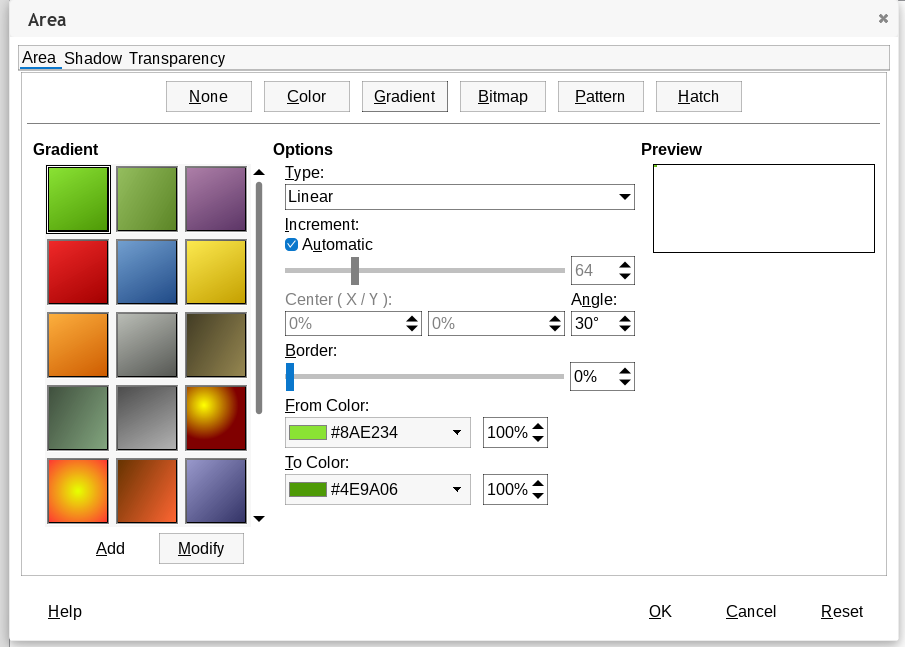 Area
Area Shadow Transparency
None Color Gradient Bitmap Pattern Hatch
Gradient Options Preview
Type:
Linear
Increment:
Automatic
64
Center ( X / Y ): Angle:
0% 0% 30°
Border:
0%
From Color:
#8AE234 100%
To Color:
#4E9A06 100%
Add Modify
Help OK Cancel Reset